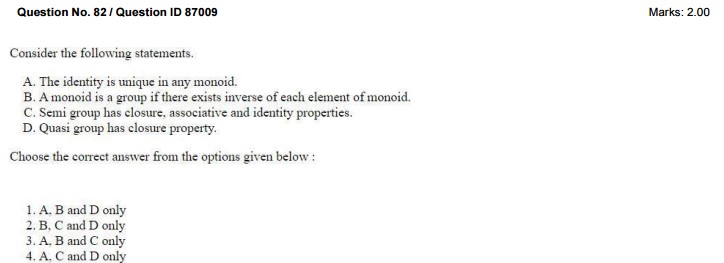 Question No. 82 / Question ID 87009 Marks: 2.00
Consider the following statements.
A. The identity is unique in any monoid.
B. A monoid is a group if there exists inverse of each element of monoid.
C. Semi group has closure, associative and identity properties.
D. Quasi group has closure property.
Choose the correct answer from the options given below :
1. A, B and D only
2. B, C and D only
3. A, B and C only
4. A, C and D only